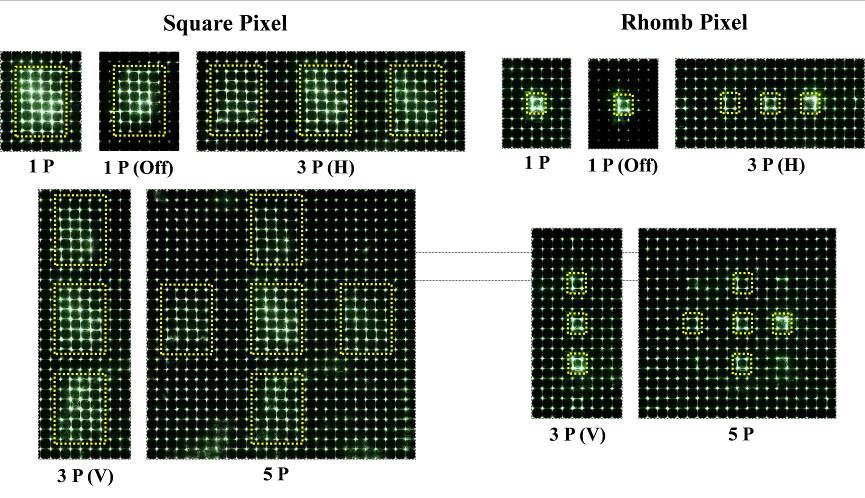 Square Pixel
Rhomb Pixel
1 P
1 P (Off)
3 P (H)
1 P
1 P (Off)
3 P (H)
3 P (V)
5 P
3 P (V)
5 P